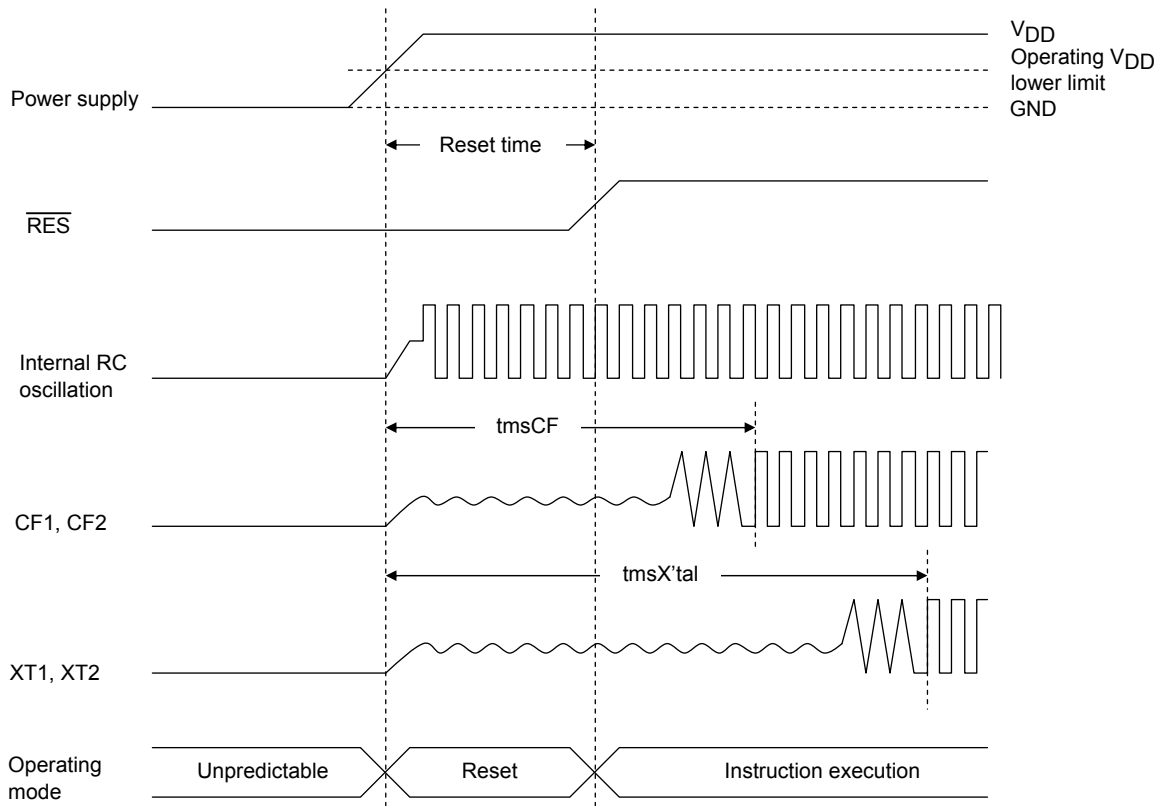 VDD
Operating VDD
lower limit
GND
Power supply
Reset time
RES
Internal RC
oscillation
tmsCF
CF1, CF2
tmsX'tal
XT1, XT2
Operating
mode
Unpredictable
Reset
Instruction execution